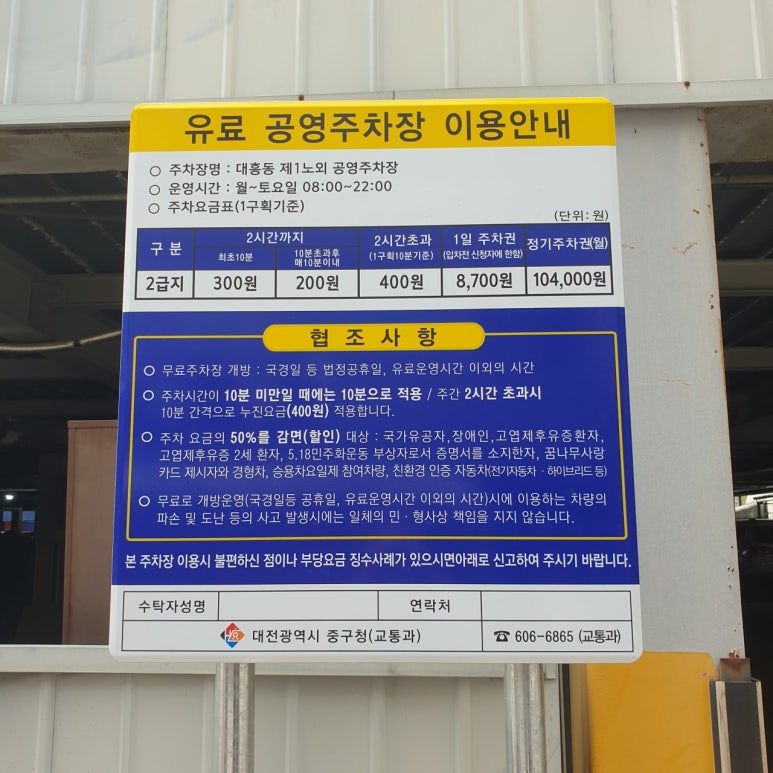 유료 공영주차장 이용안내
○ 주차장명 : 대흥동 제1노외 공영주차장
○ 운영시간 : 월~토요일 08:00~22:00
○ 주차요금표(1구획기준)
(단위: 원)
구 분 2시간까지 2시간초과 1일 주차권 정기주차권(월)
최초10분 10분초과후 매10분이내 (1구획10분기준) (입차전 신청자에 한함)
2급지 300원 200원 400원 8,700원 104,000원
협 조 사 항
○ 무료주차장 개방 : 국경일 등 법정공휴일, 유료운영시간 이외의 시간
○ 주차시간이 10분 미만일 때에는 10분으로 적용 / 주간 2시간 초과시
10분 간격으로 누진요금(400원) 적용합니다.
○ 주차 요금의 50%를 감면(할인) 대상 : 국가유공자,장애인,고엽제후유증환자,
고엽제후유증 2세 환자, 5.18민주화운동 부상자로서 증명서를 소지한자, 꿈나무사랑
카드 제시자와 경형차, 승용차요일제 참여차량, 친환경 인증 자동차(전기자동차 · 하이브리드 등)
○ 무료로 개방운영(국경일등 공휴일, 유료운영시간 이외의 시간)시에 이용하는 차량의
파손 및 도난 등의 사고 발생시에는 일체의 민 · 형사상 책임을 지지 않습니다.
본 주차장 이용시 불편하신 점이나 부당요금 징수사례가 있으시면아래로 신고하여 주시기 바랍니다.
수탁자성명 연락처
대전광역시 중구청(교통과) ☎ 606-6865 (교통과)